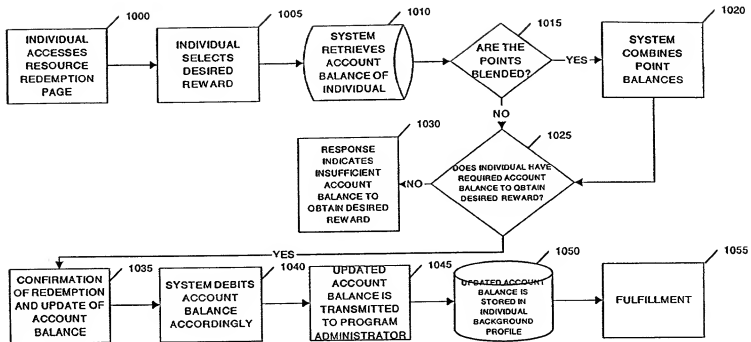 1000
INDIVIDUAL
ACCESSES
RESOURCE
REDEMPTION
PAGE
1005
INDIVIDUAL
SELECTS
DESIRED
REWARD
1010
SYSTEM
RETRIEVES
ACCOUNT
BALANCE OF
INDIVIDUAL
1015
ARE THE
POINTS
BLENDED?
YES
NO
1020
SYSTEM
COMBINES
POINT
BALANCES
1025
DOES INDIVIDUAL HAVE
REQUIRED ACCOUNT
BALANCE TO OBTAIN
DESIRED REWARD?
NO
YES
1030
RESPONSE
INDICATES
INSUFFICIENT
ACCOUNT
BALANCE TO
OBTAIN DESIRED
REWARD
1035
CONFIRMATION
OF REDEMPTION
AND UPDATE OF
ACCOUNT
BALANCE
1040
SYSTEM DEBITS
ACCOUNT
BALANCE
ACCORDINGLY
1045
UPDATED
ACCOUNT
BALANCE IS
TRANSMITTED
TO PROGRAM
ADMINISTRATOR
1050
UPDATED ACCOUNT
BALANCE IS
STORED IN
INDIVIDUAL
BACKGROUND
PROFILE
1055
FULFILLMENT